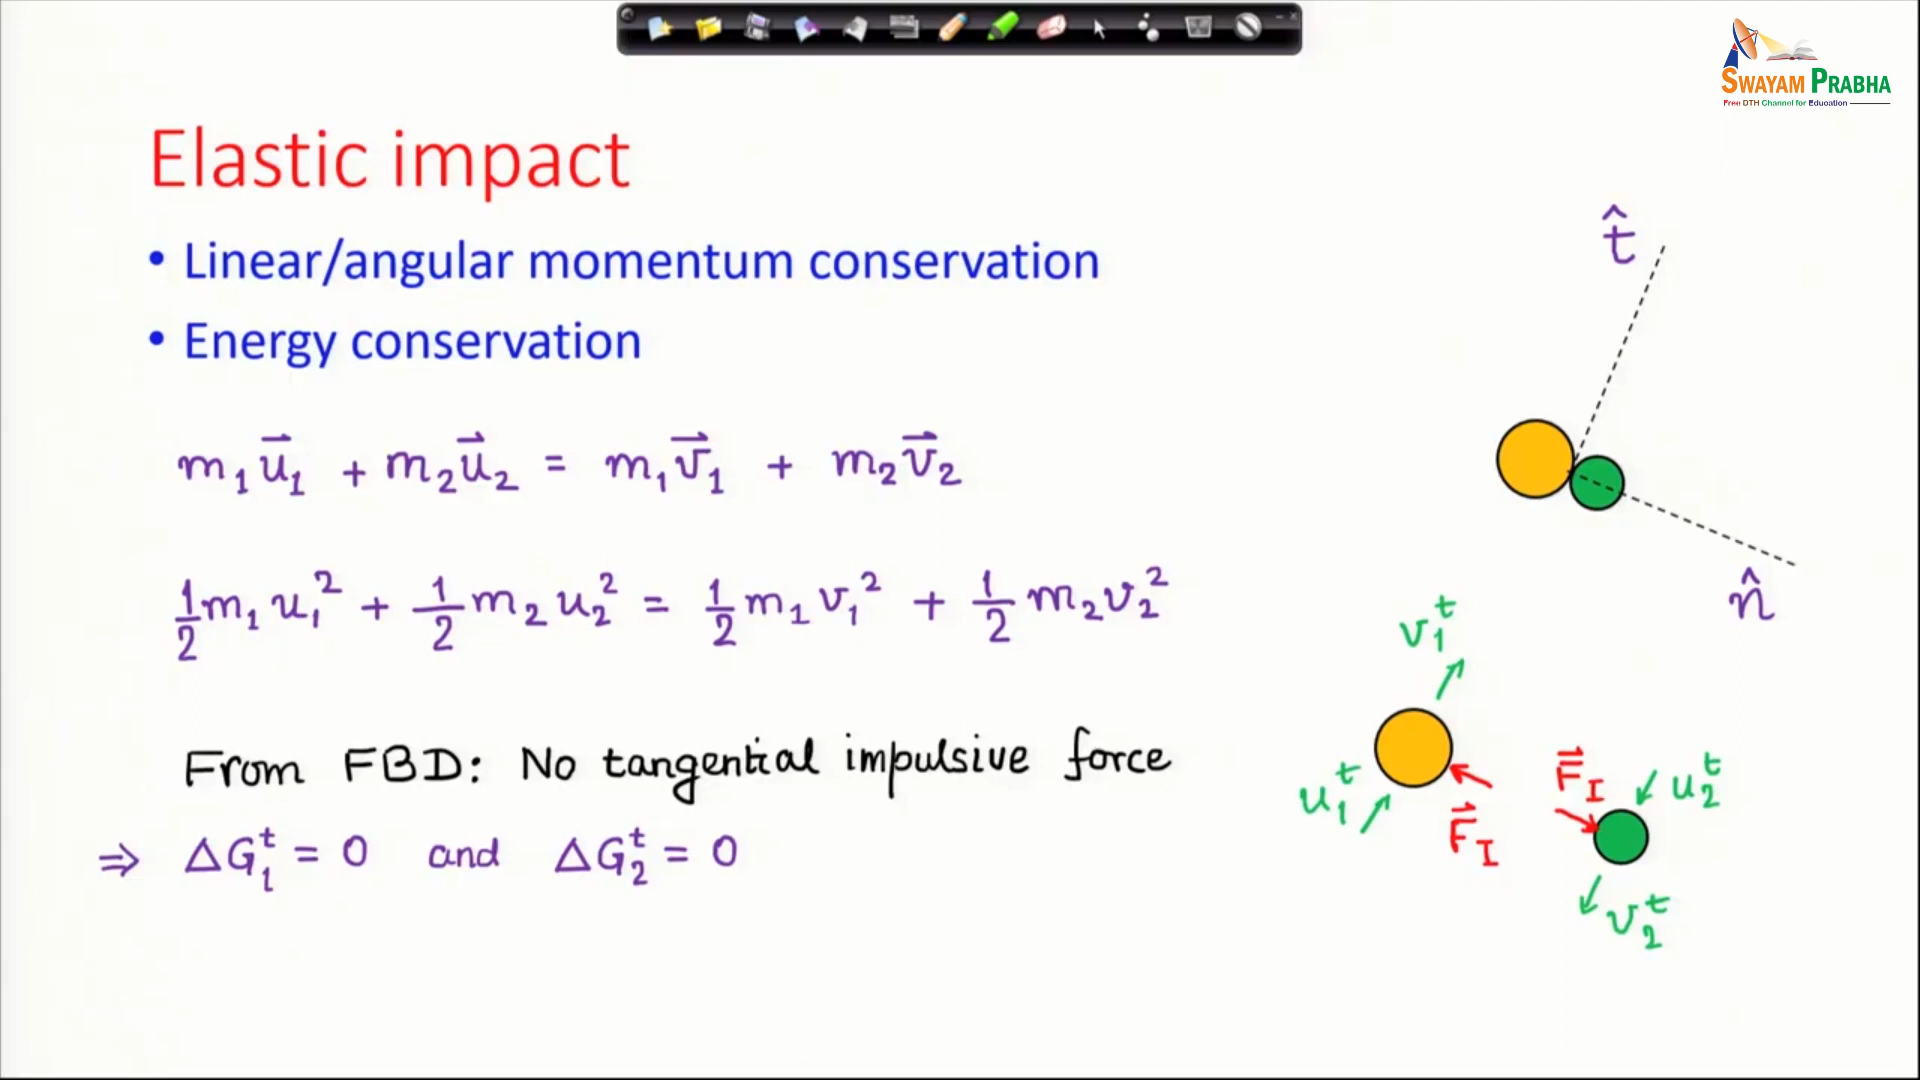 SWAYAM PRABHA
Free DTH Channel for Education
Elastic impact
• Linear/angular momentum conservation
• Energy conservation
m₁u⃗₁ + m₂u⃗₂ = m₁v⃗₁ + m₂v⃗₂
½m₁u₁² + ½m₂u₂² = ½m₁v₁² + ½m₂v₂²
From FBD: No tangential impulsive force
⇒ ΔG₁ᵗ = 0 and ΔG₂ᵗ = 0
t̂
n̂
v₁ᵗ
u₁ᵗ
F⃗_I
F⃗_I
u₂ᵗ
v₂ᵗ